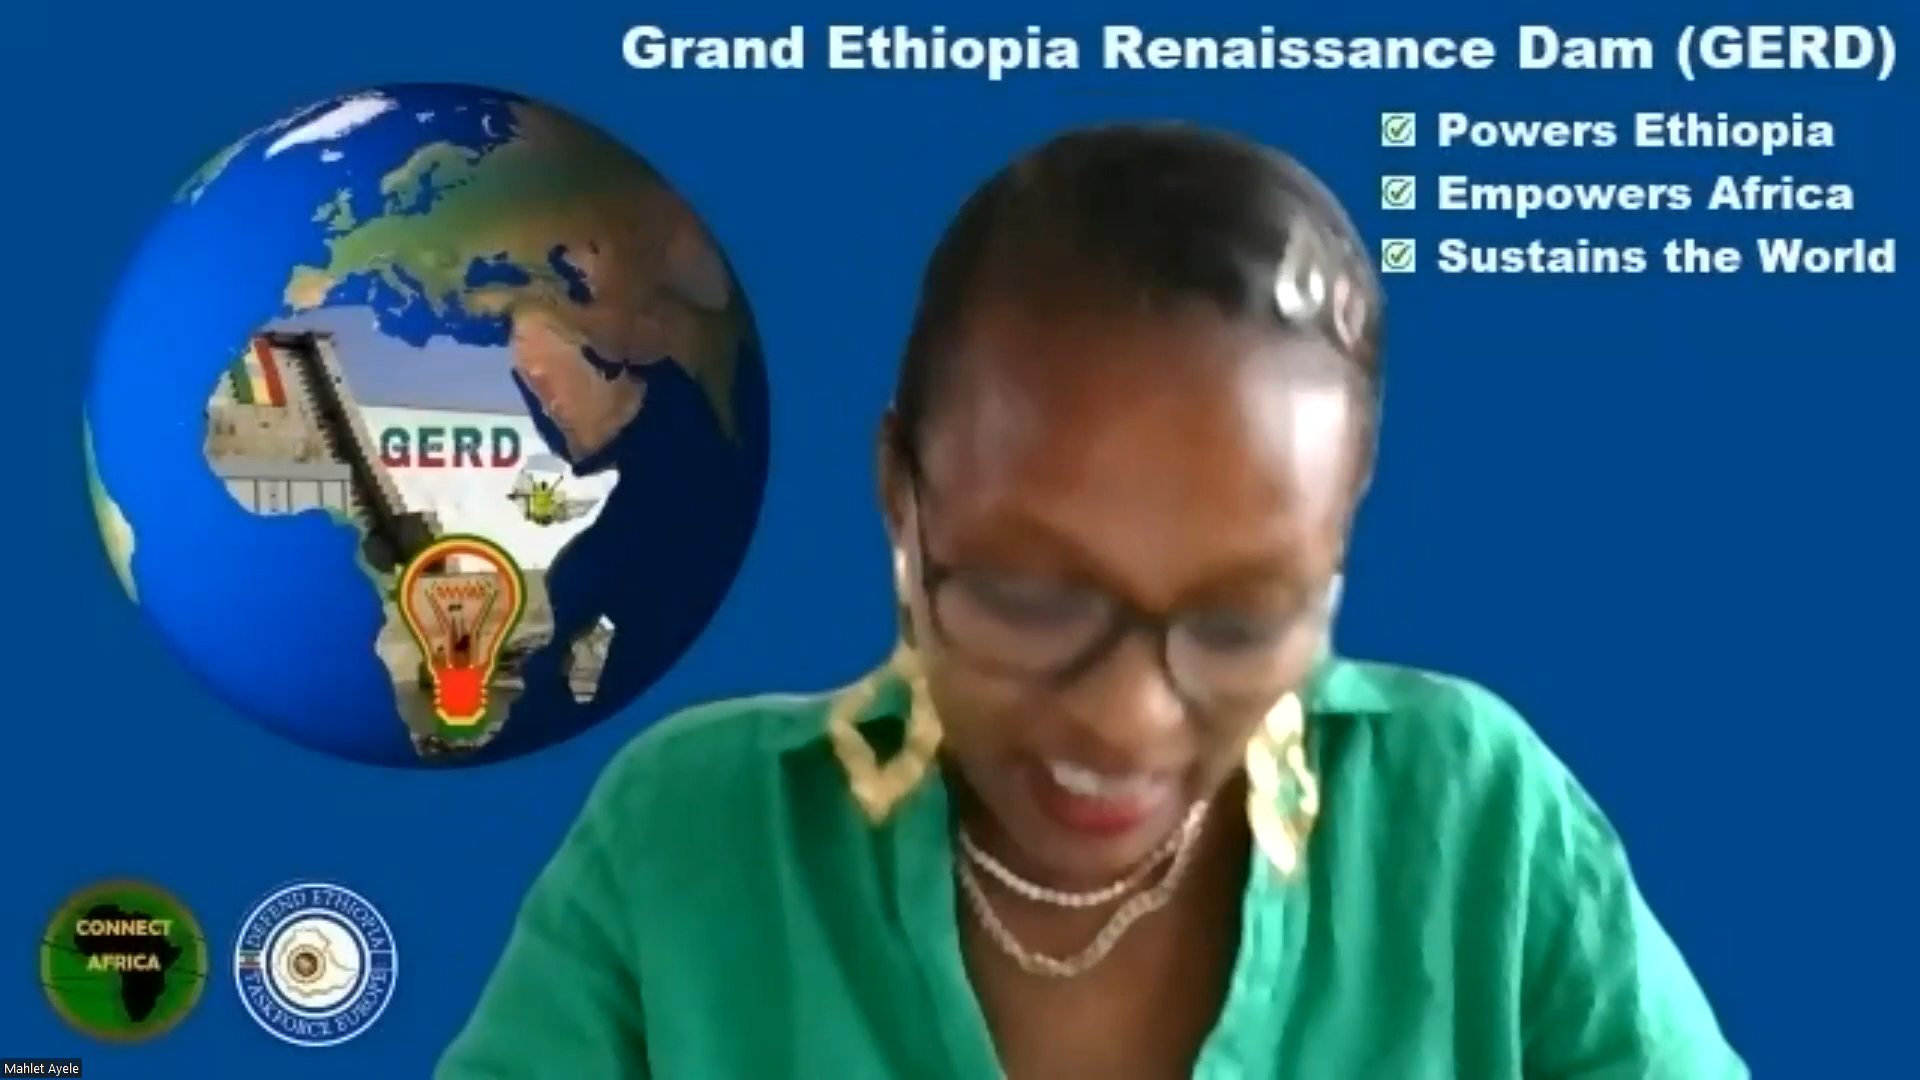 Grand Ethiopia Renaissance Dam (GERD)
Powers Ethiopia
Empowers Africa
Sustains the World
GERD
CONNECT
AFRICA
DEFEND ETHIOPIA
TASKFORCE EUROPE
Mahlet Ayele